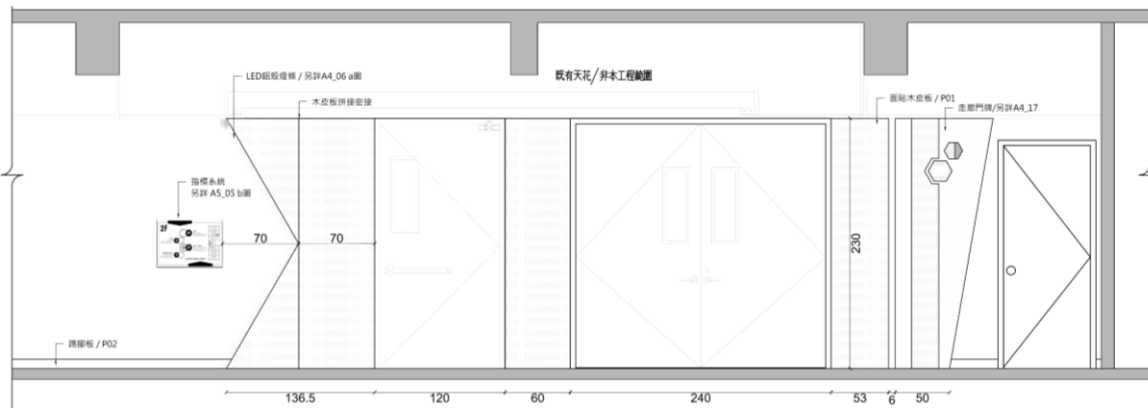 LED鋁殼燈條 / 另詳A4_06 a圖
既有天花/非本工程範圍
木皮板拼接密接
面貼木皮板 / P01
走廊門牌/另詳A4_17
指標系統
另詳 A5_05 b圖
2F
70
70
230
踢腳板 / P02
136.5
120
60
240
53
6
50